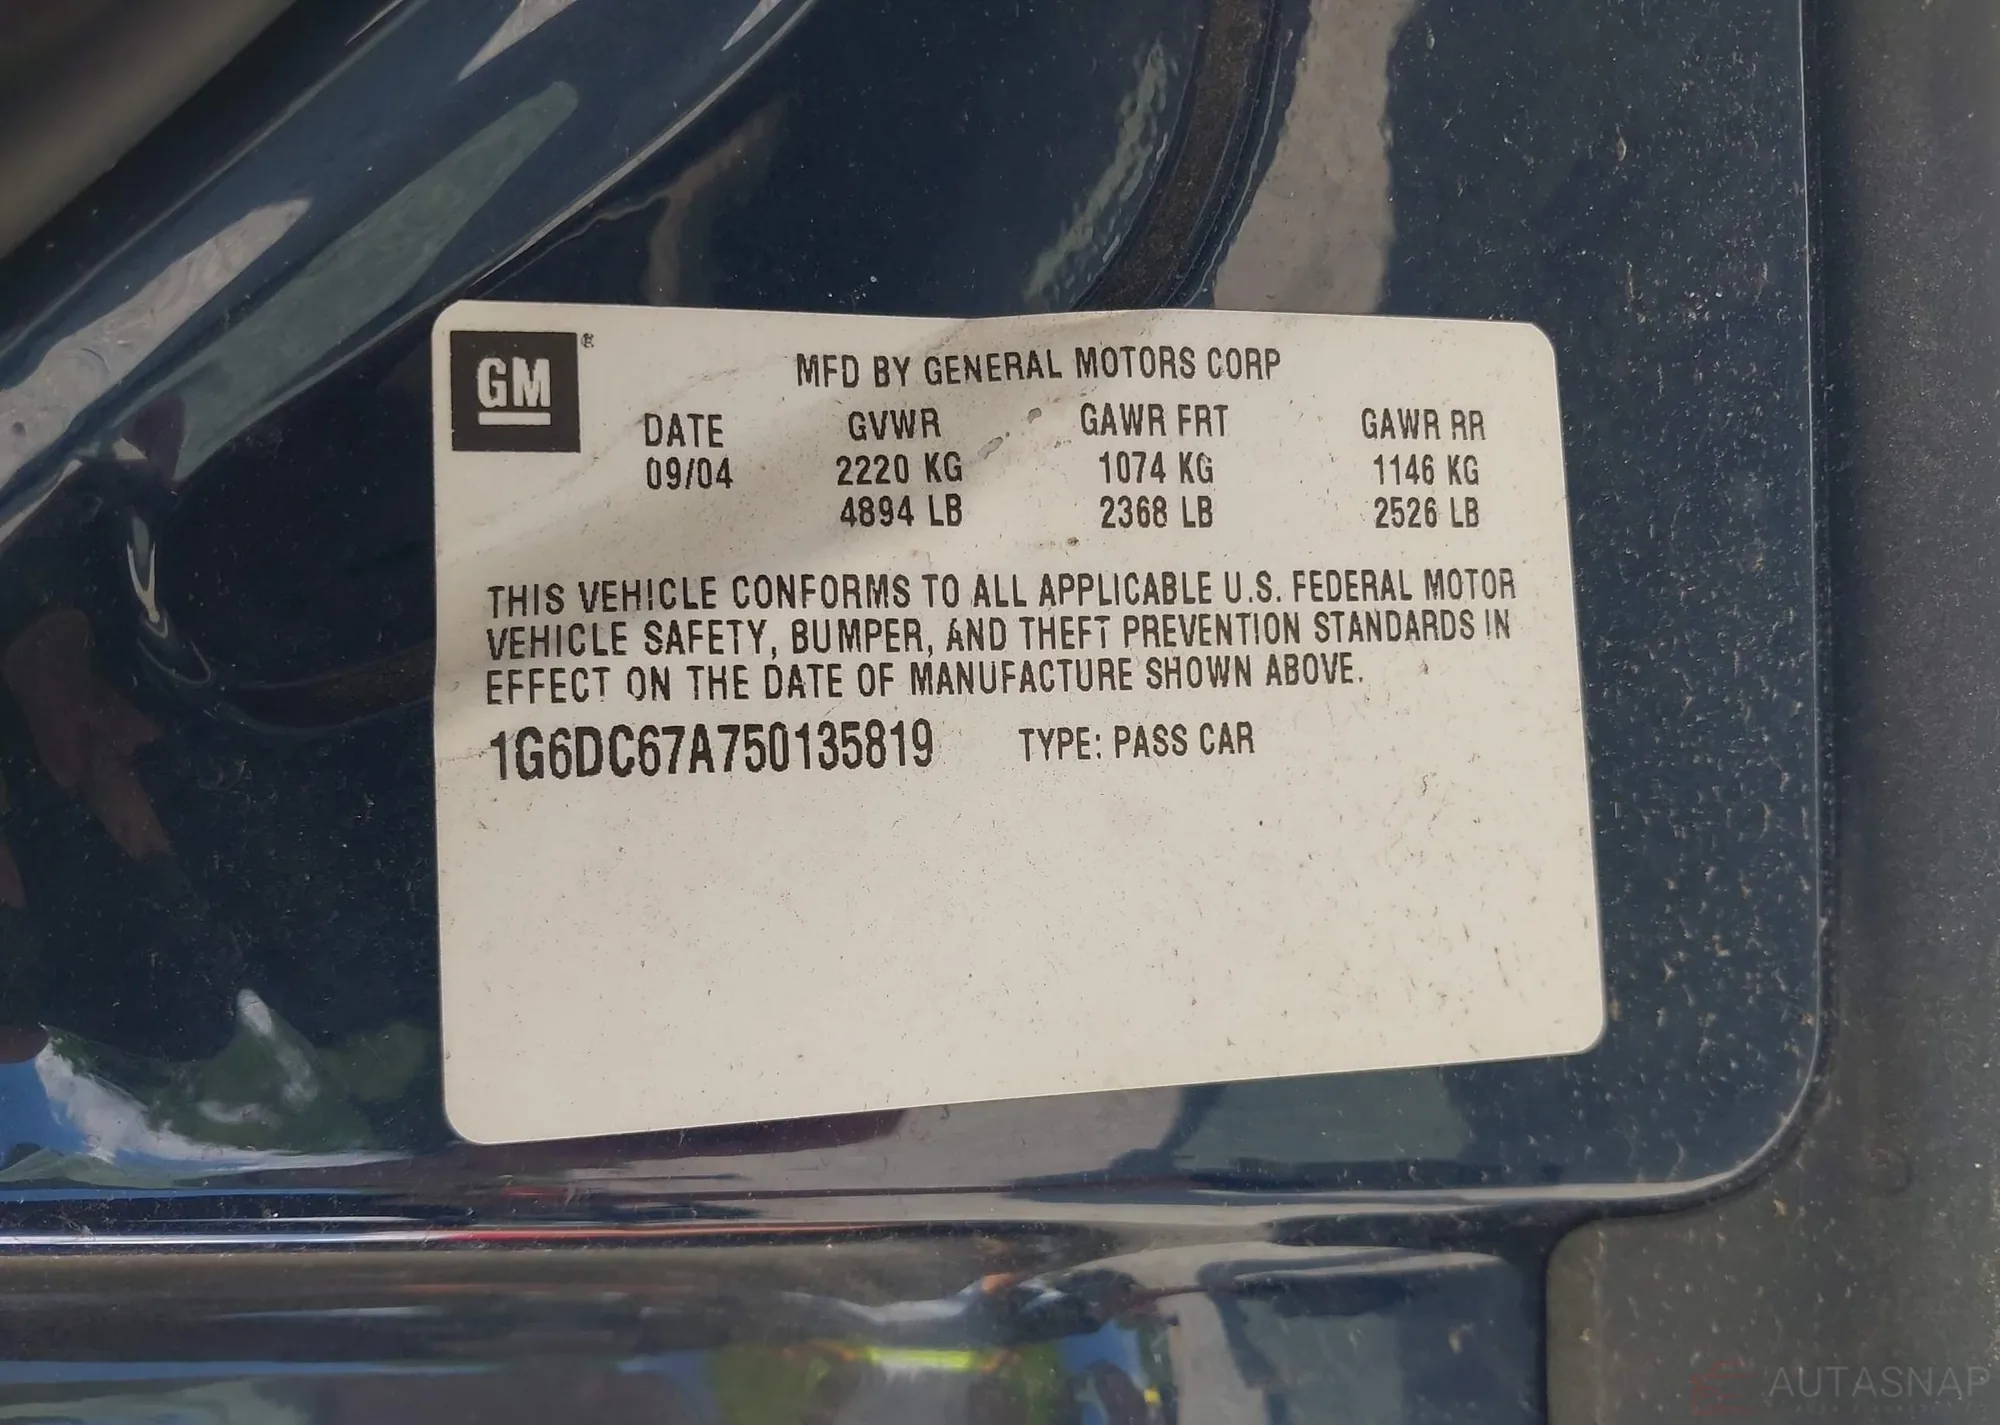 GM ®
MFD BY GENERAL MOTORS CORP
DATE GVWR GAWR FRT GAWR RR
09/04 2220 KG 1074 KG 1146 KG
4894 LB 2368 LB 2526 LB
THIS VEHICLE CONFORMS TO ALL APPLICABLE U.S. FEDERAL MOTOR
VEHICLE SAFETY, BUMPER, AND THEFT PREVENTION STANDARDS IN
EFFECT ON THE DATE OF MANUFACTURE SHOWN ABOVE.
1G6DC67A750135819 TYPE: PASS CAR
AUTASNAP